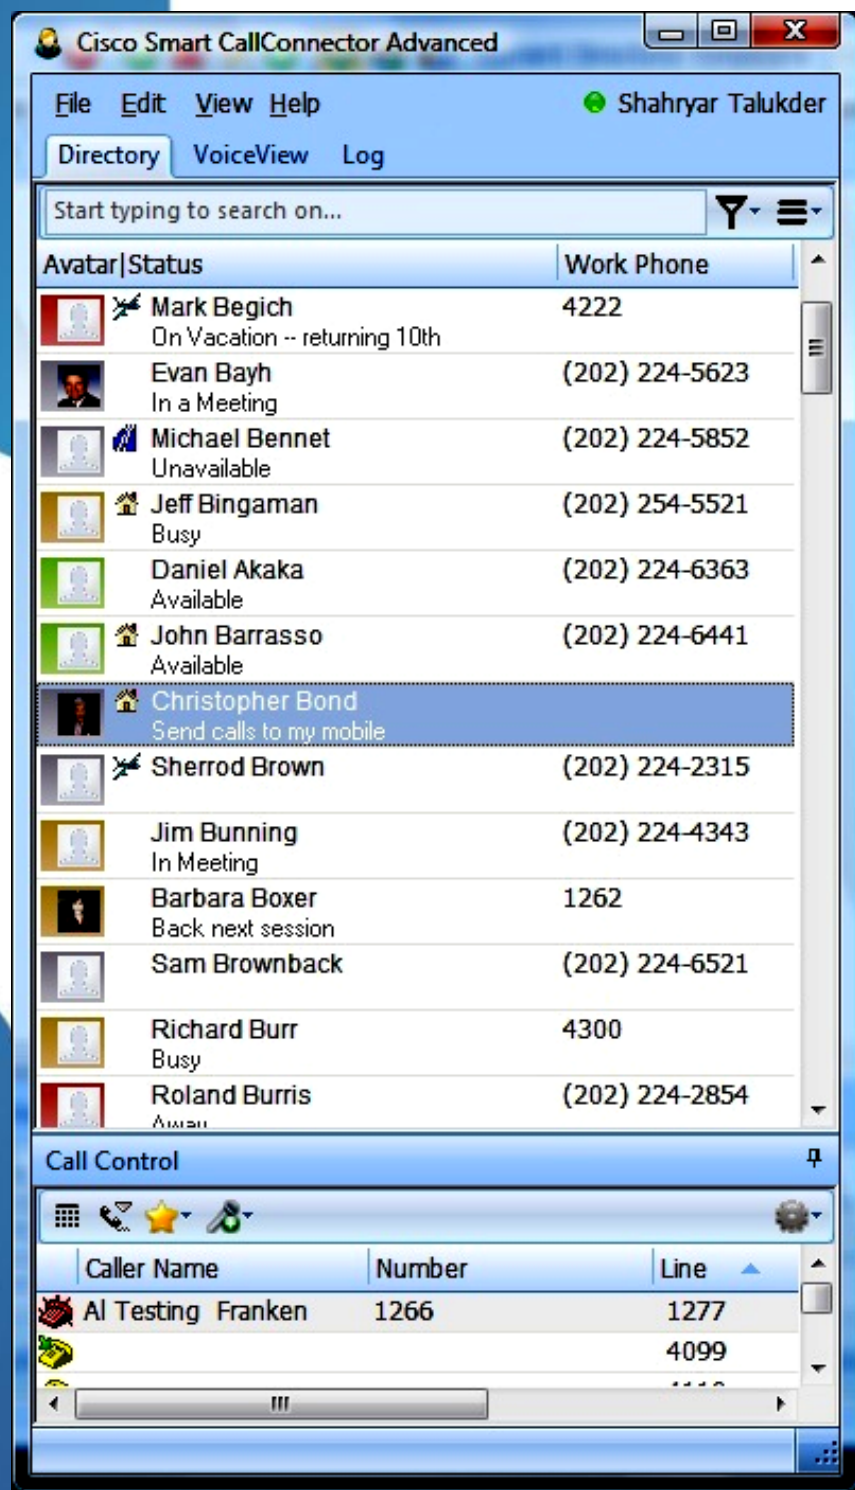 Cisco Smart CallConnector Advanced
File Edit View Help Shahryar Talukder
Directory VoiceView Log
Start typing to search on...
Avatar|Status Work Phone
Mark Begich 4222
On Vacation -- returning 10th
Evan Bayh (202) 224-5623
In a Meeting
Michael Bennet (202) 224-5852
Unavailable
Jeff Bingaman (202) 254-5521
Busy
Daniel Akaka (202) 224-6363
Available
John Barrasso (202) 224-6441
Available
Christopher Bond
Send calls to my mobile
Sherrod Brown (202) 224-2315
Jim Bunning (202) 224-4343
In Meeting
Barbara Boxer 1262
Back next session
Sam Brownback (202) 224-6521
Richard Burr 4300
Busy
Roland Burris (202) 224-2854
Away
Call Control
Caller Name Number Line
Al Testing Franken 1266 1277
4099